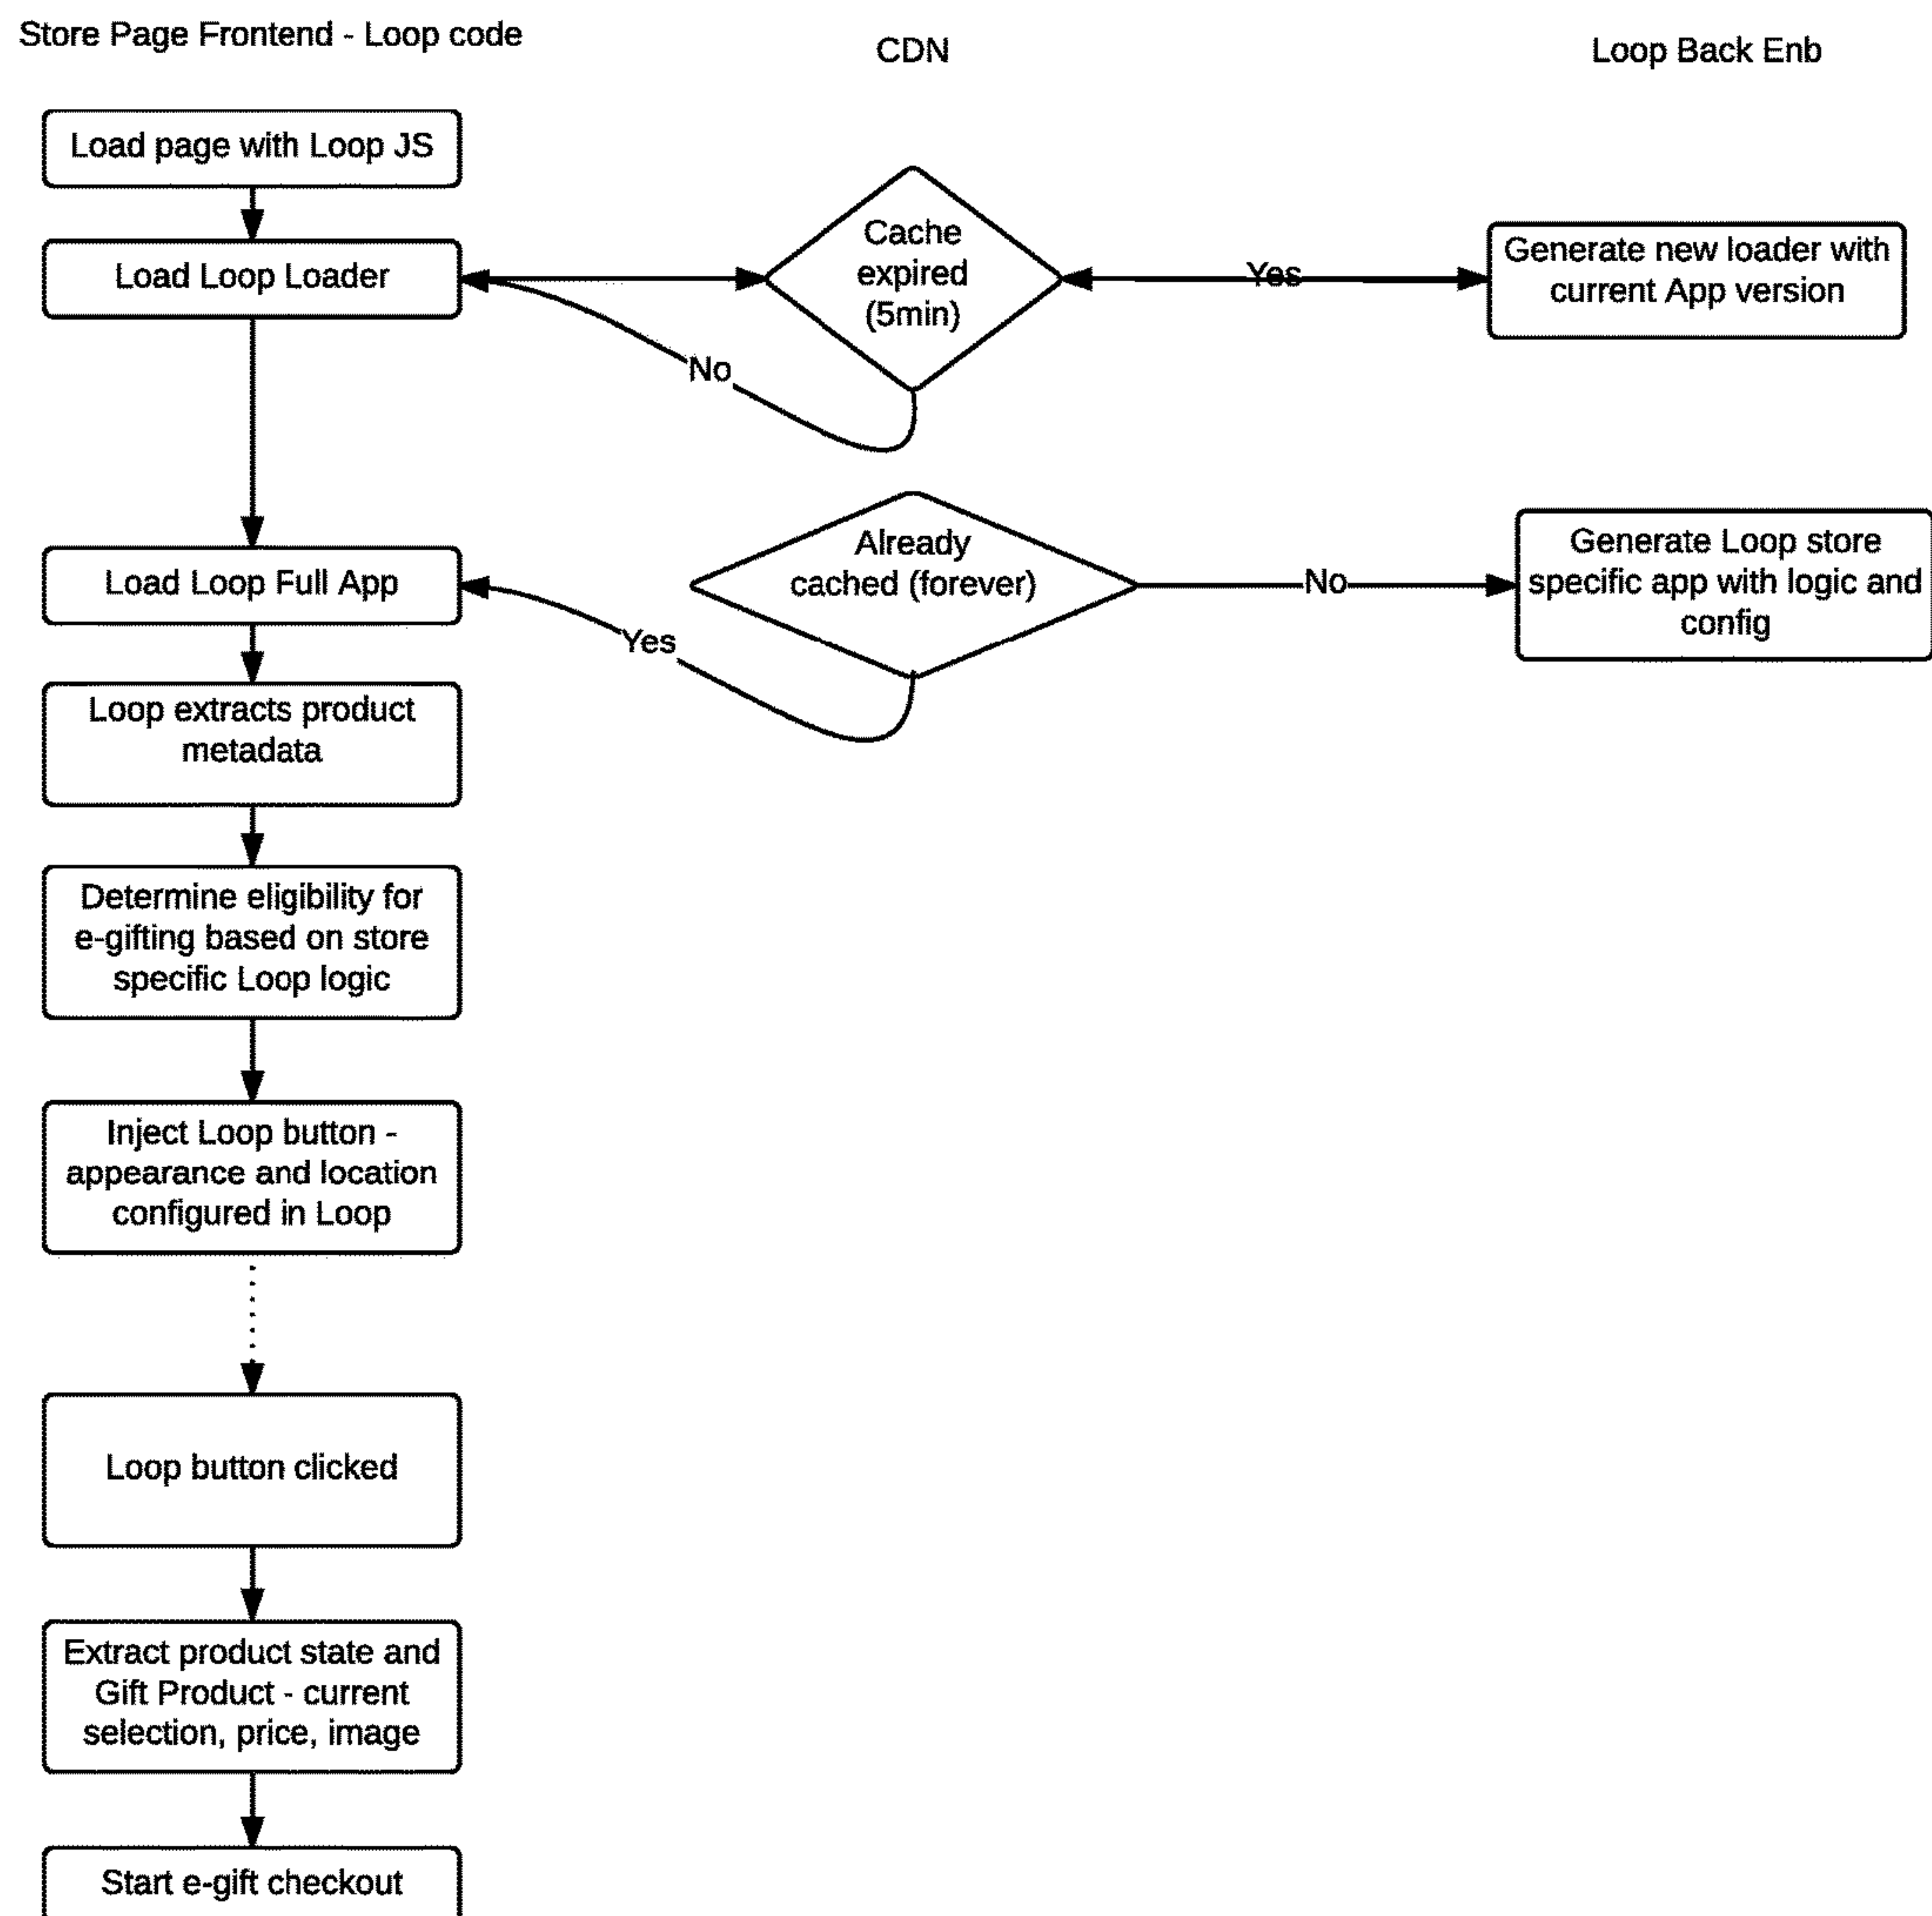 Store Page Frontend - Loop code
CDN
Loop Back Enb
Load page with Loop JS
Load Loop Loader
Cache
expired
(5min)
Yes
Generate new loader with
current App version
No
Load Loop Full App
Already
cached (forever)
No
Generate Loop store
specific app with logic and
config
Yes
Loop extracts product
metadata
Determine eligibility for
e-gifting based on store
specific Loop logic
Inject Loop button -
appearance and location
configured in Loop
Loop button clicked
Extract product state and
Gift Product - current
selection, price, image
Start e-gift checkout